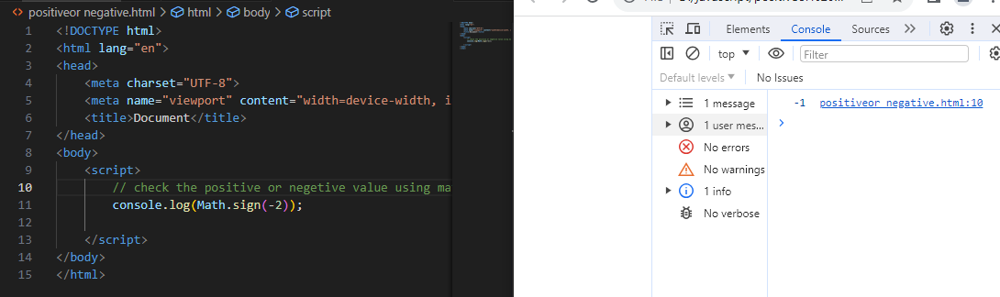 positiveor negative.html > html > body > script
1 <!DOCTYPE html>
2 <html lang="en">
3 <head>
4 <meta charset="UTF-8">
5 <meta name="viewport" content="width=device-width, i
6 <title>Document</title>
7 </head>
8 <body>
9 <script>
10 // check the positive or negetive value using ma
11 console.log(Math.sign(-2));
12
13 </script>
14 </body>
15 </html>
Elements Console Sources >>
top Filter
Default levels No Issues
1 message
1 user mes...
No errors
No warnings
1 info
No verbose
-1 positiveor negative.html:10